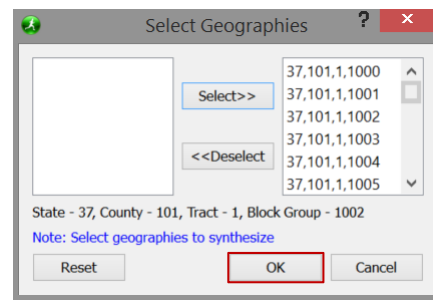 Select Geographies
?
×
Select>>
<<Deselect
37,101,1,1000
37,101,1,1001
37,101,1,1002
37,101,1,1003
37,101,1,1004
37,101,1,1005
State - 37, County - 101, Tract - 1, Block Group - 1002
Note: Select geographies to synthesize
Reset
OK
Cancel